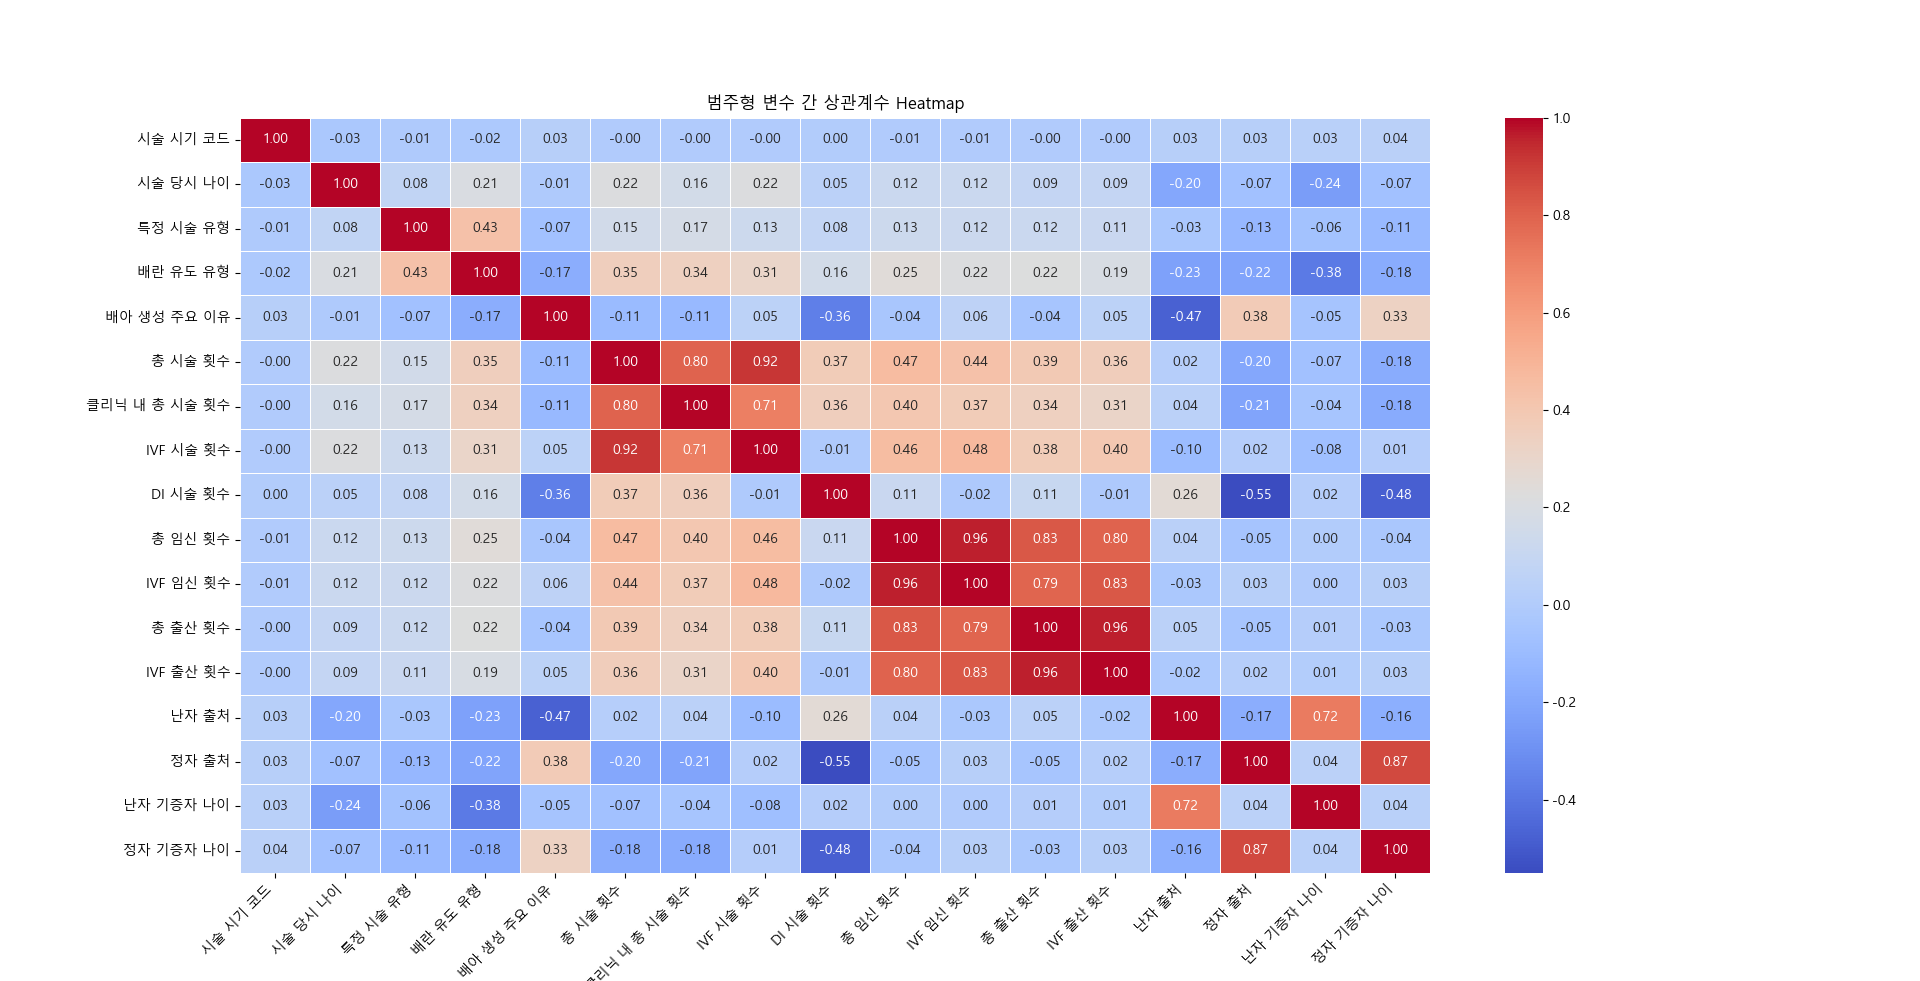 범주형 변수 간 상관계수 Heatmap
시술 시기 코드 1.00 -0.03 -0.01 -0.02 0.03 -0.00 -0.00 -0.00 0.00 -0.01 -0.01 -0.00 -0.00 0.03 0.03 0.03 0.04
시술 당시 나이 -0.03 1.00 0.08 0.21 -0.01 0.22 0.16 0.22 0.05 0.12 0.12 0.09 0.09 -0.20 -0.07 -0.24 -0.07
특정 시술 유형 -0.01 0.08 1.00 0.43 -0.07 0.15 0.17 0.13 0.08 0.13 0.12 0.12 0.11 -0.03 -0.13 -0.06 -0.11
배란 유도 유형 -0.02 0.21 0.43 1.00 -0.17 0.35 0.34 0.31 0.16 0.25 0.22 0.22 0.19 -0.23 -0.22 -0.38 -0.18
배아 생성 주요 이유 0.03 -0.01 -0.07 -0.17 1.00 -0.11 -0.11 0.05 -0.36 -0.04 0.06 -0.04 0.05 -0.47 0.38 -0.05 0.33
총 시술 횟수 -0.00 0.22 0.15 0.35 -0.11 1.00 0.80 0.92 0.37 0.47 0.44 0.39 0.36 0.02 -0.20 -0.07 -0.18
클리닉 내 총 시술 횟수 -0.00 0.16 0.17 0.34 -0.11 0.80 1.00 0.71 0.36 0.40 0.37 0.34 0.31 0.04 -0.21 -0.04 -0.18
IVF 시술 횟수 -0.00 0.22 0.13 0.31 0.05 0.92 0.71 1.00 -0.01 0.46 0.48 0.38 0.40 -0.10 0.02 -0.08 0.01
DI 시술 횟수 0.00 0.05 0.08 0.16 -0.36 0.37 0.36 -0.01 1.00 0.11 -0.02 0.11 -0.01 0.26 -0.55 0.02 -0.48
총 임신 횟수 -0.01 0.12 0.13 0.25 -0.04 0.47 0.40 0.46 0.11 1.00 0.96 0.83 0.80 0.04 -0.05 0.00 -0.04
IVF 임신 횟수 -0.01 0.12 0.12 0.22 0.06 0.44 0.37 0.48 -0.02 0.96 1.00 0.79 0.83 -0.03 0.03 0.00 0.03
총 출산 횟수 -0.00 0.09 0.12 0.22 -0.04 0.39 0.34 0.38 0.11 0.83 0.79 1.00 0.96 0.05 -0.05 0.01 -0.03
IVF 출산 횟수 -0.00 0.09 0.11 0.19 0.05 0.36 0.31 0.40 -0.01 0.80 0.83 0.96 1.00 -0.02 0.02 0.01 0.03
난자 출처 0.03 -0.20 -0.03 -0.23 -0.47 0.02 0.04 -0.10 0.26 0.04 -0.03 0.05 -0.02 1.00 -0.17 0.72 -0.16
정자 출처 0.03 -0.07 -0.13 -0.22 0.38 -0.20 -0.21 0.02 -0.55 -0.05 0.03 -0.05 0.02 -0.17 1.00 0.04 0.87
난자 기증자 나이 0.03 -0.24 -0.06 -0.38 -0.05 -0.07 -0.04 -0.08 0.02 0.00 0.00 0.01 0.01 0.72 0.04 1.00 0.04
정자 기증자 나이 0.04 -0.07 -0.11 -0.18 0.33 -0.18 -0.18 0.01 -0.48 -0.04 0.03 -0.03 0.03 -0.16 0.87 0.04 1.00
시술 시기 코드
시술 당시 나이
특정 시술 유형
배란 유도 유형
배아 생성 주요 이유
총 시술 횟수
내 총 시술 횟수
IVF 시술 횟수
DI 시술 횟수
총 임신 횟수
IVF 임신 횟수
총 출산 횟수
IVF 출산 횟수
난자 출처
정자 출처
난자 기증자 나이
정자 기증자 나이
1.0
0.8
0.6
0.4
0.2
0.0
-0.2
-0.4